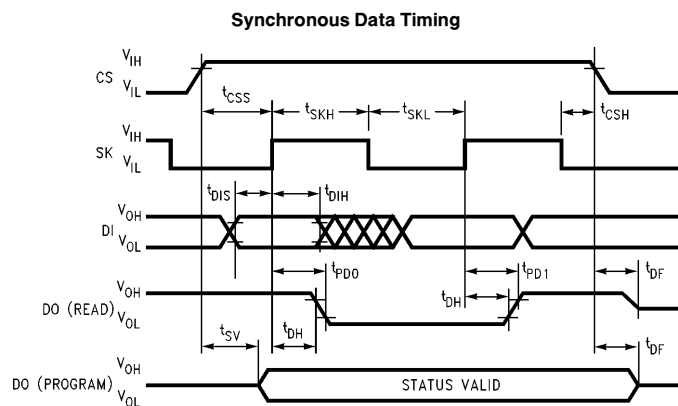 Synchronous Data Timing
V_IH
CS
V_IL
t_CSS
t_SKH
t_SKL
t_CSH
V_IH
SK
V_IL
t_DIS
t_DIH
V_OH
DI
V_OL
t_PD0
t_PD1
t_DF
V_OH
DO (READ)
V_OL
t_DH
t_SV
t_DH
t_DF
V_OH
DO (PROGRAM)
V_OL
STATUS VALID